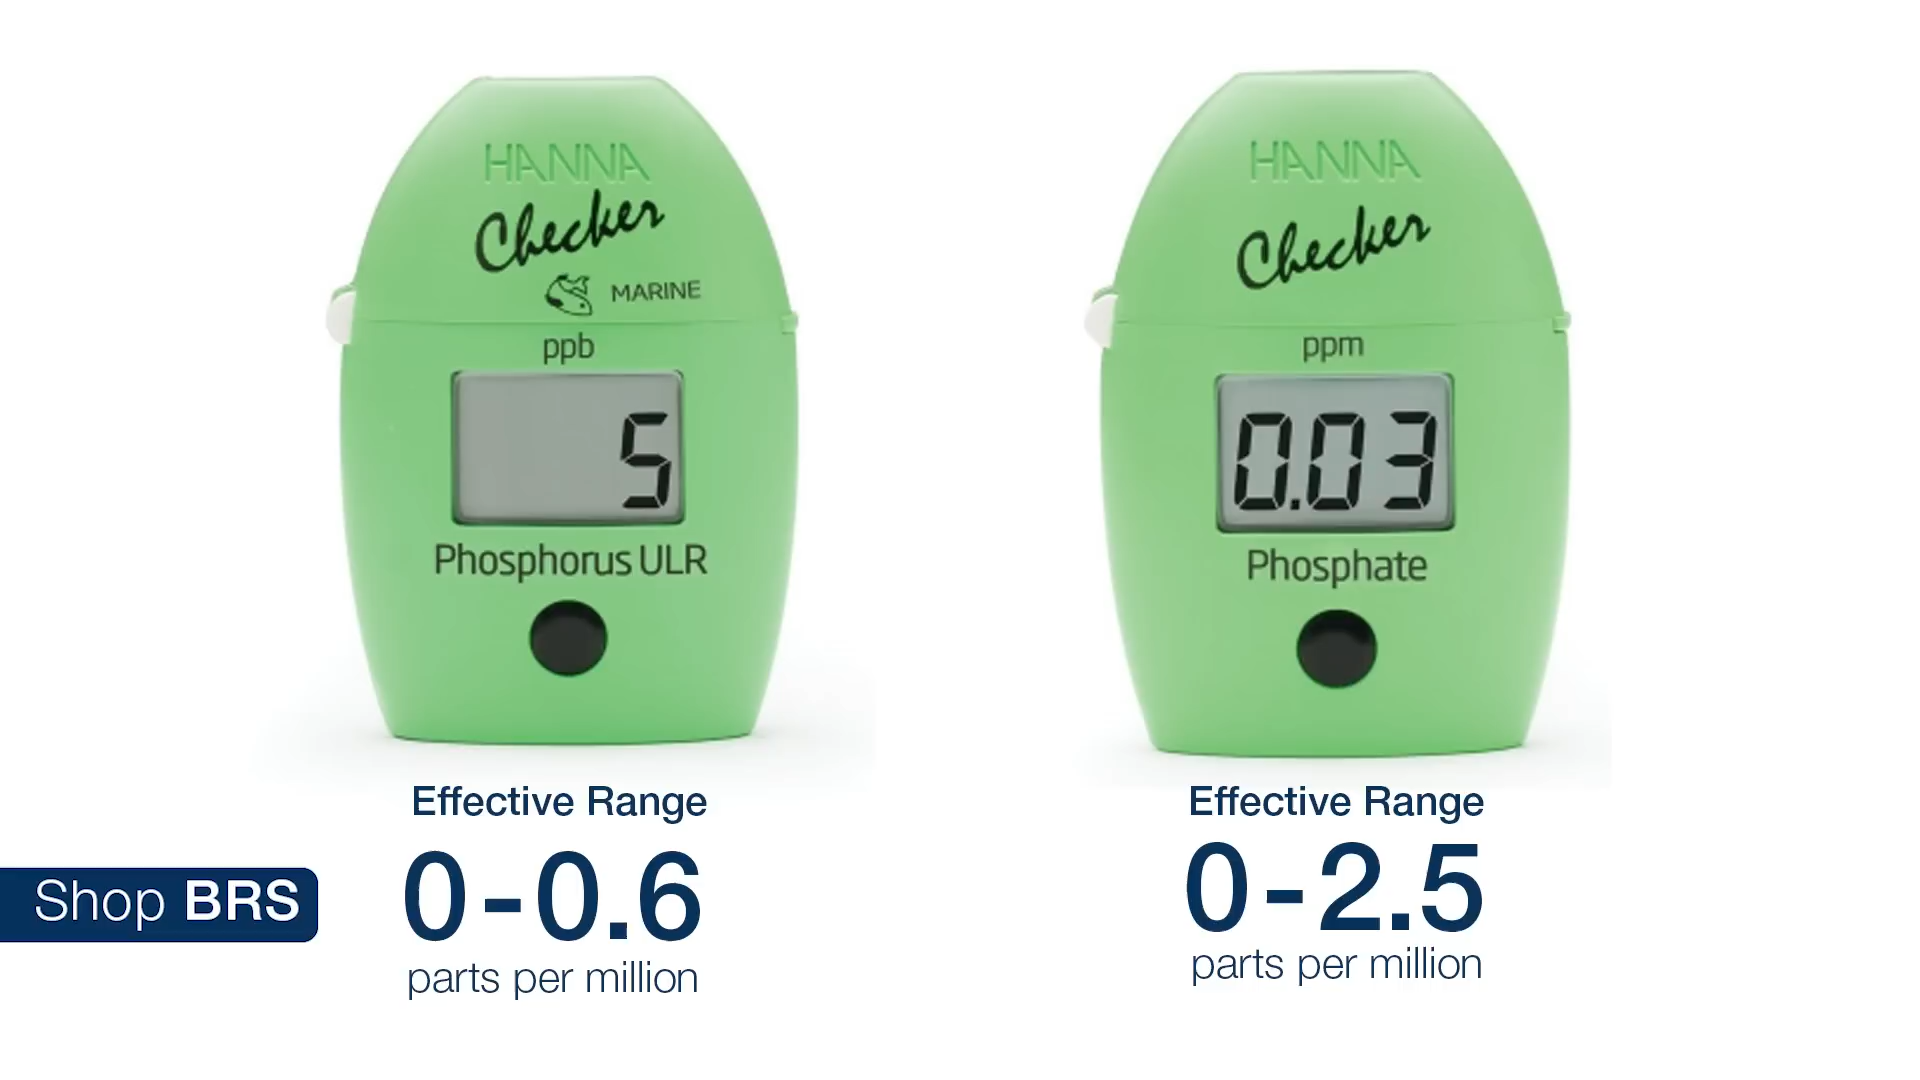 HANNA
Checker
MARINE
ppb
5
Phosphorus ULR
Effective Range
0-0.6
parts per million
HANNA
Checker
ppm
0.03
Phosphate
Effective Range
0-2.5
parts per million
Shop BRS